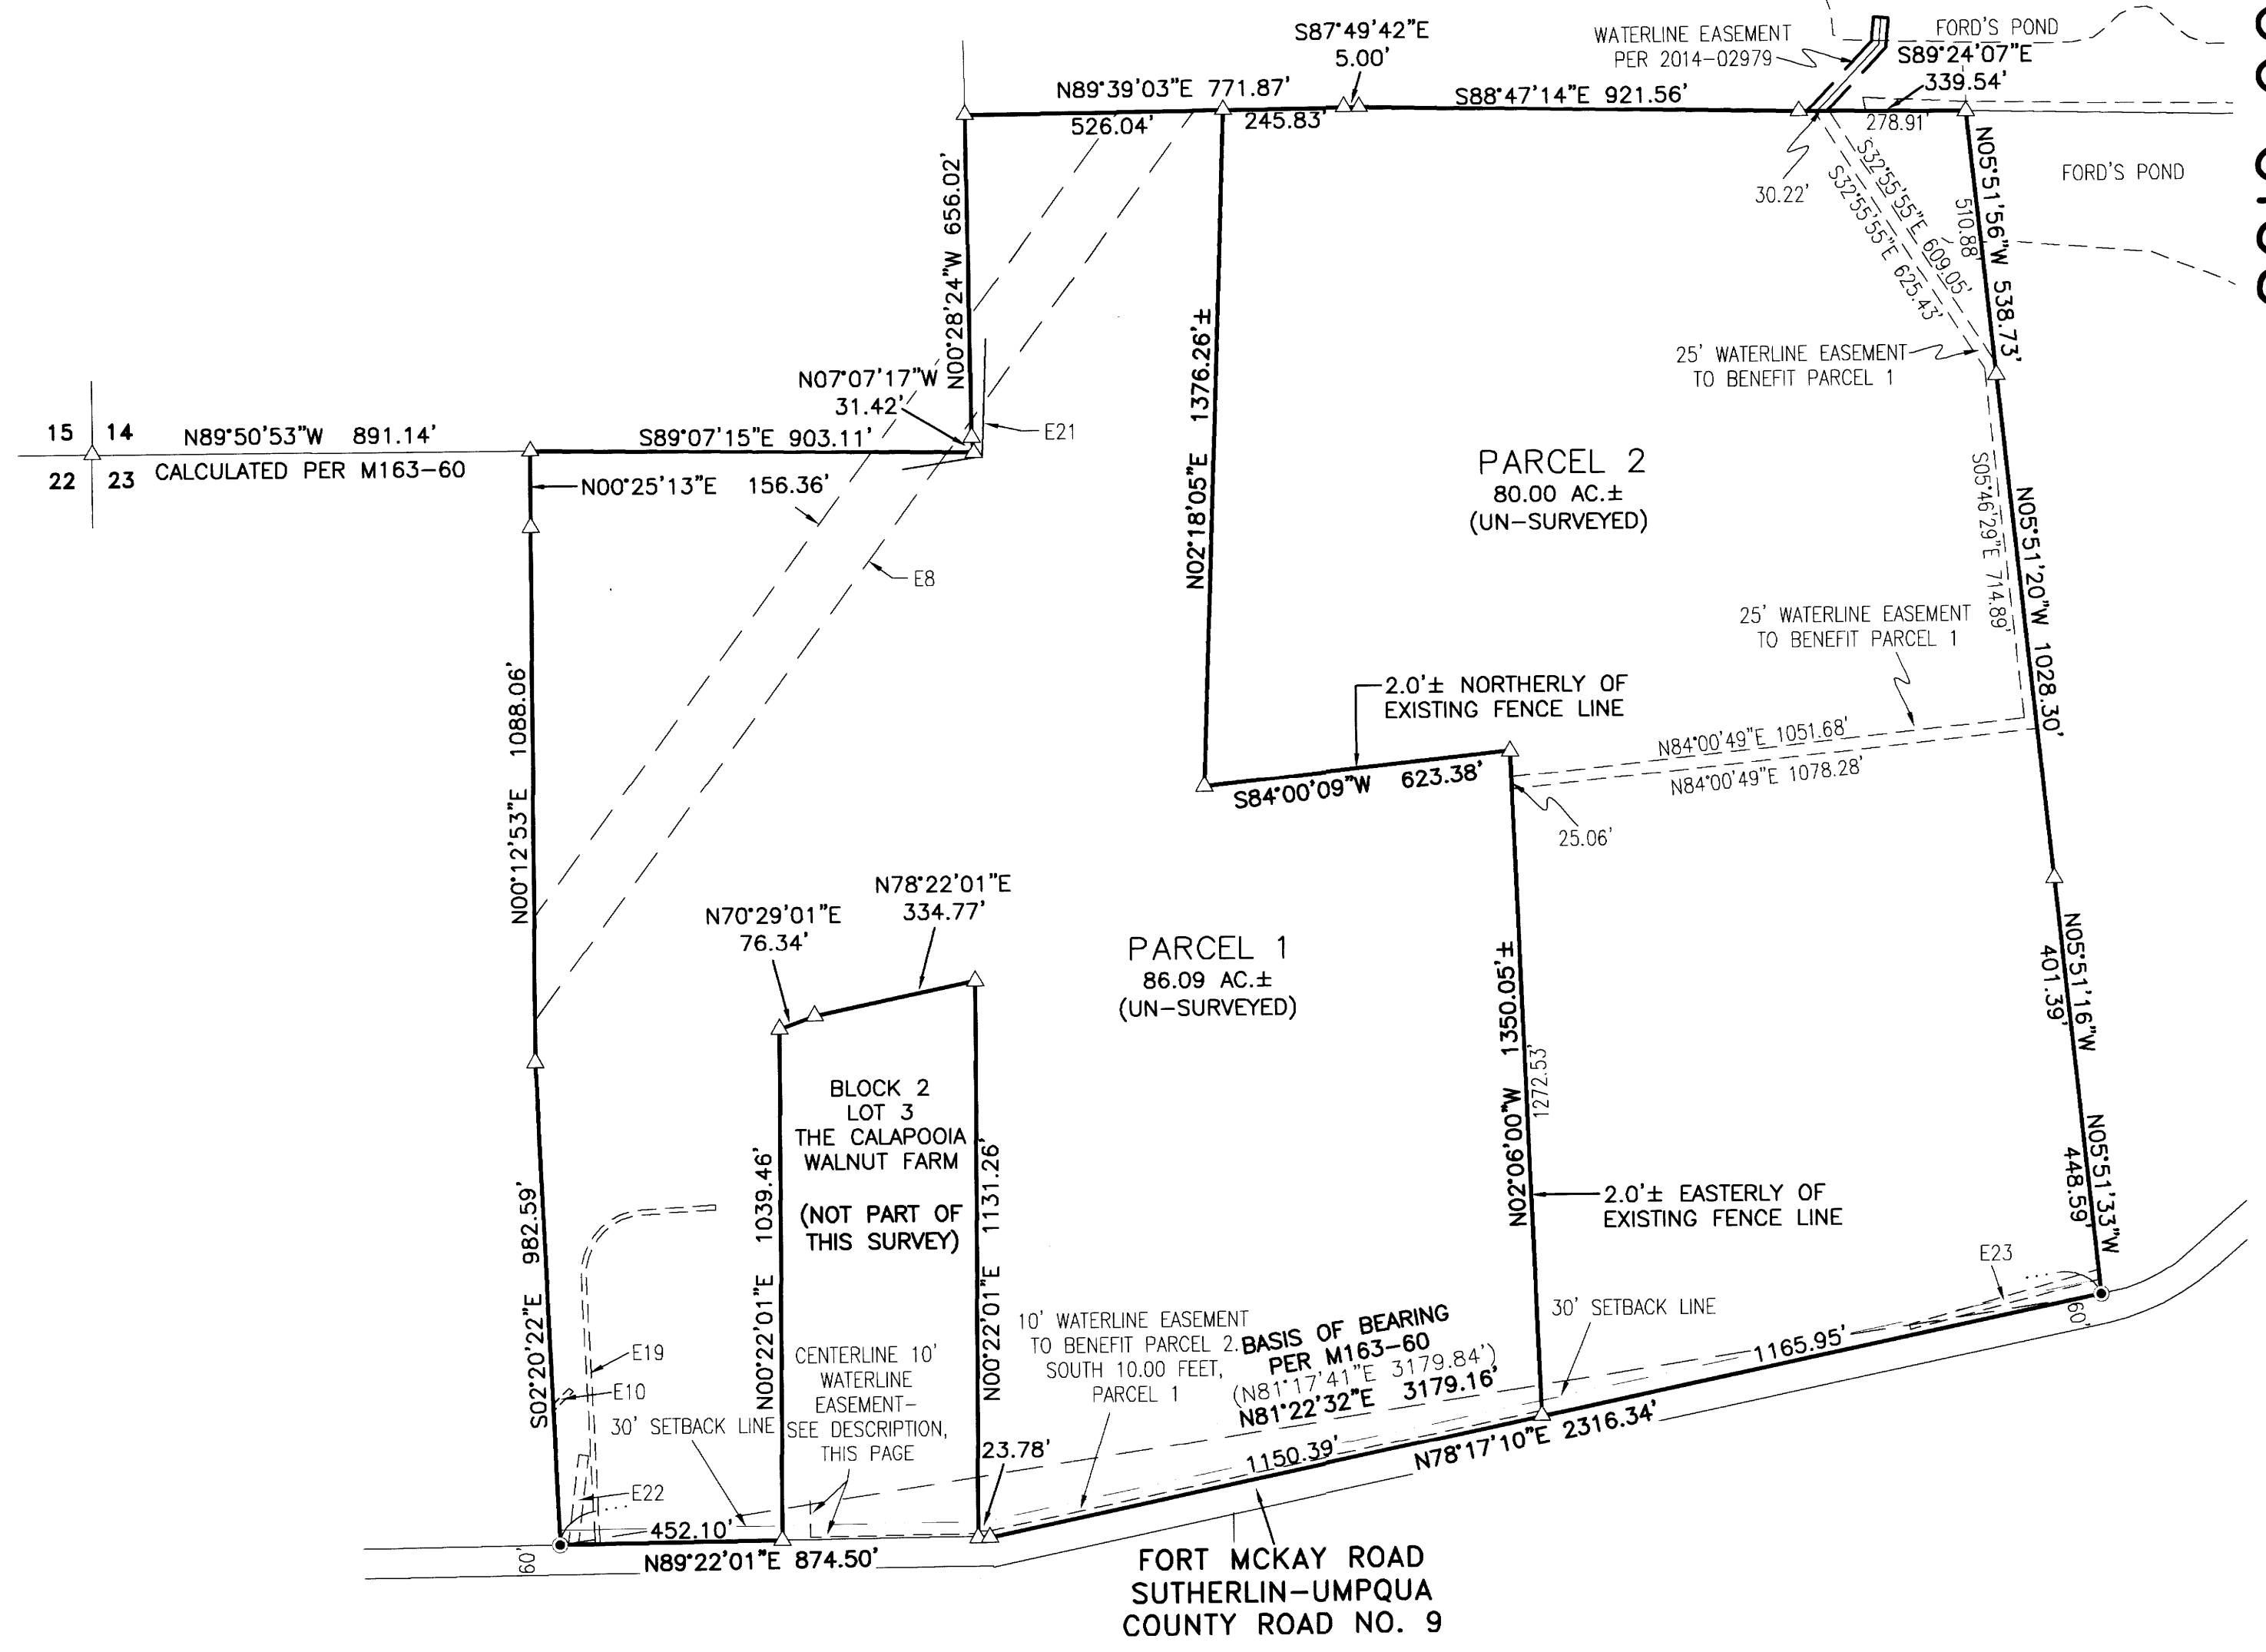 S87°49'42"E
5.00'
WATERLINE EASEMENT
PER 2014-02979
FORD'S POND
S89°24'07"E
339.54'
N89°39'03"E 771.87'
S88°47'14"E 921.56'
526.04'
245.83'
278.91'
30.22'
FORD'S POND
N05°51'56"W 538.73'
510.88'
S32°55'55"E 609.05'
S32°55'55"E 625.43'
N00°28'24"W 656.02'
N02°18'05"E 1376.26'±
25' WATERLINE EASEMENT
TO BENEFIT PARCEL 1
N07°07'17"W
31.42'
E21
15 14
22 23
N89°50'53"W 891.14'
CALCULATED PER M163-60
S89°07'15"E 903.11'
N00°25'13"E 156.36'
E8
PARCEL 2
80.00 AC.±
(UN-SURVEYED)
S05°46'29"E 714.89'
N05°51'20"W 1028.30'
25' WATERLINE EASEMENT
TO BENEFIT PARCEL 1
2.0'± NORTHERLY OF
EXISTING FENCE LINE
N84°00'49"E 1051.68'
N84°00'49"E 1078.28'
S84°00'09"W 623.38'
25.06'
N00°12'53"E 1088.06'
N78°22'01"E
334.77'
N70°29'01"E
76.34'
PARCEL 1
86.09 AC.±
(UN-SURVEYED)
N02°06'00"W 1350.05'±
1272.53'
N05°51'16"W
401.39'
BLOCK 2
LOT 3
THE CALAPOOIA
WALNUT FARM
(NOT PART OF
THIS SURVEY)
N00°22'01"E 1039.46'
N00°22'01"E 1131.26'
2.0'± EASTERLY OF
EXISTING FENCE LINE
N05°51'33"W
448.59'
E23
S02°20'22"E 982.59'
E19
E10
30' SETBACK LINE
CENTERLINE 10'
WATERLINE
EASEMENT-
SEE DESCRIPTION,
THIS PAGE
10' WATERLINE EASEMENT
TO BENEFIT PARCEL 2.
SOUTH 10.00 FEET,
PARCEL 1
BASIS OF BEARING
PER M163-60
(N81°17'41"E 3179.84')
N81°22'32"E 3179.16'
30' SETBACK LINE
1165.95'
60'
E22
23.78'
1150.39'
N78°17'10"E 2316.34'
452.10'
N89°22'01"E 874.50'
60'
FORT MCKAY ROAD
SUTHERLIN-UMPQUA
COUNTY ROAD NO. 9